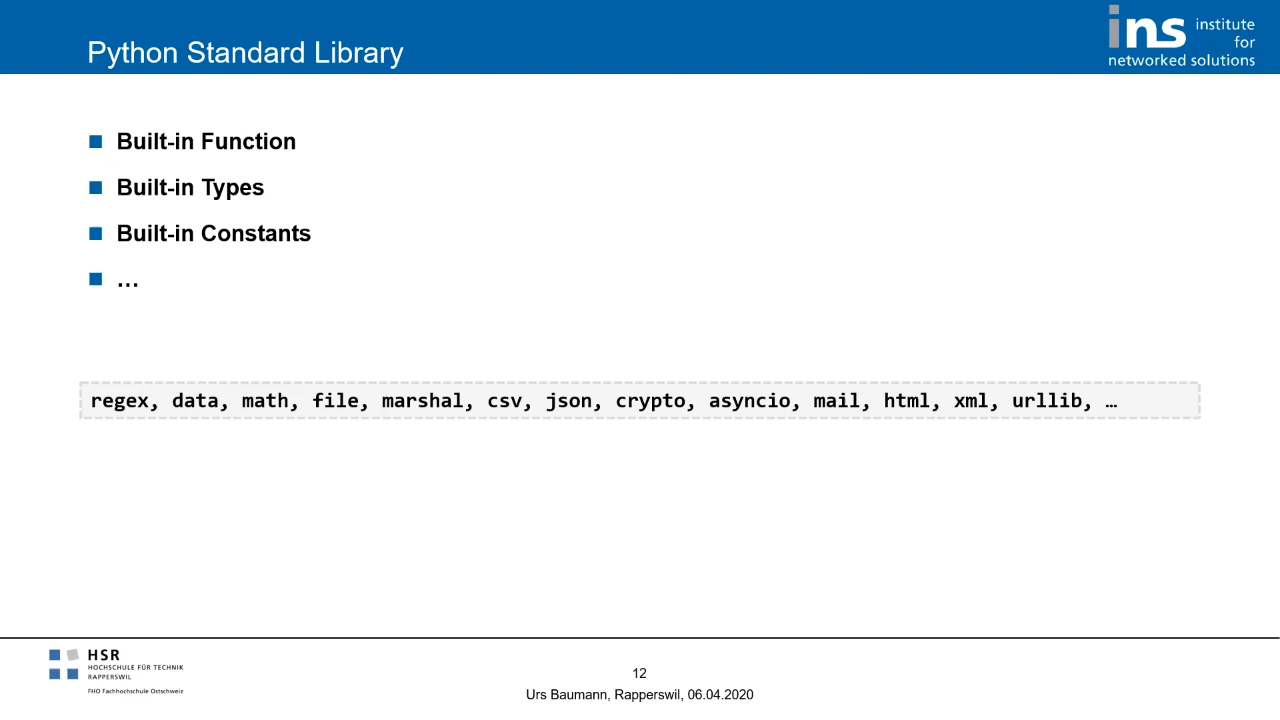 Python Standard Library
ins institute
for
networked solutions
Built-in Function
Built-in Types
Built-in Constants
...
regex, data, math, file, marshal, csv, json, crypto, asyncio, mail, html, xml, urllib, …
HSR
HOCHSCHULE FÜR TECHNIK
RAPPERSWIL
FHO Fachhochschule Ostschweiz
12
Urs Baumann, Rapperswil, 06.04.2020